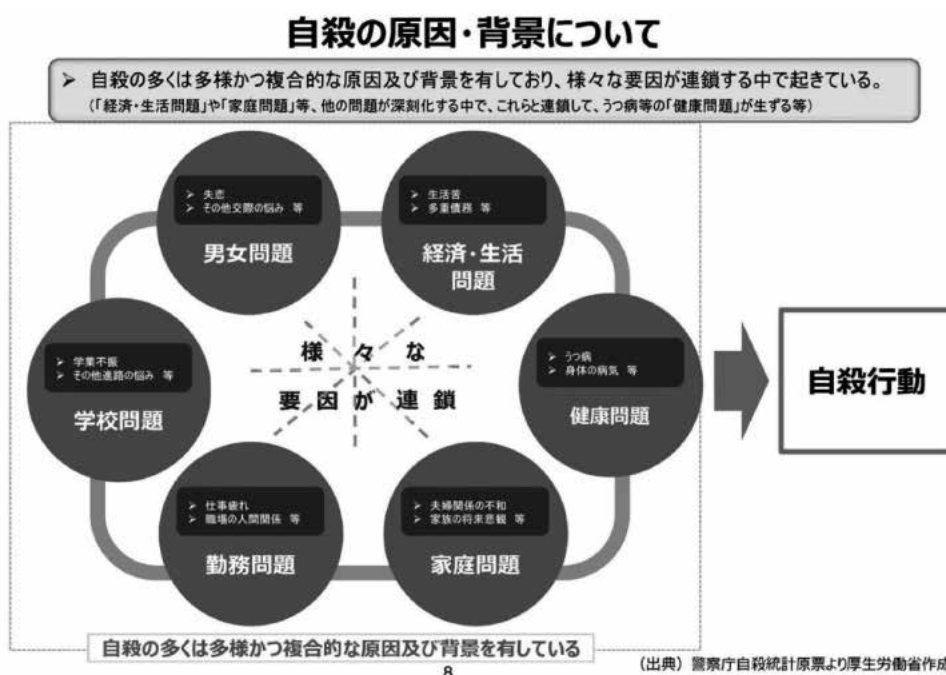 自殺の原因・背景について
➢ 自殺の多くは多様かつ複合的な原因及び背景を有しており、様々な要因が連鎖する中で起きている。
(「経済・生活問題」や「家庭問題」等、他の問題が深刻化する中で、これらと連鎖して、うつ病等の「健康問題」が生ずる等)
➢ 失恋
➢ その他交際の悩み 等
男女問題
➢ 生活苦
➢ 多重債務 等
経済・生活
問題
➢ 学業不振
➢ その他進路の悩み 等
学校問題
様々な
要因が連鎖
➢ うつ病
➢ 身体の病気 等
健康問題
自殺行動
➢ 仕事疲れ
➢ 職場の人間関係 等
勤務問題
➢ 夫婦関係の不和
➢ 家族の将来悲観 等
家庭問題
自殺の多くは多様かつ複合的な原因及び背景を有している
8
(出典) 警察庁自殺統計原票より厚生労働省作成